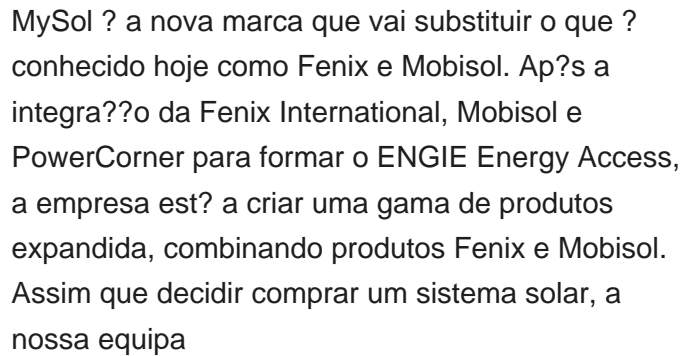 MySol ? a nova marca que vai substituir o que ?
conhecido hoje como Fenix e Mobisol. Ap?s a
integra??o da Fenix International, Mobisol e
PowerCorner para formar o ENGIE Energy Access,
a empresa est? a criar uma gama de produtos
expandida, combinando produtos Fenix e Mobisol.
Assim que decidir comprar um sistema solar, a
nossa equipa